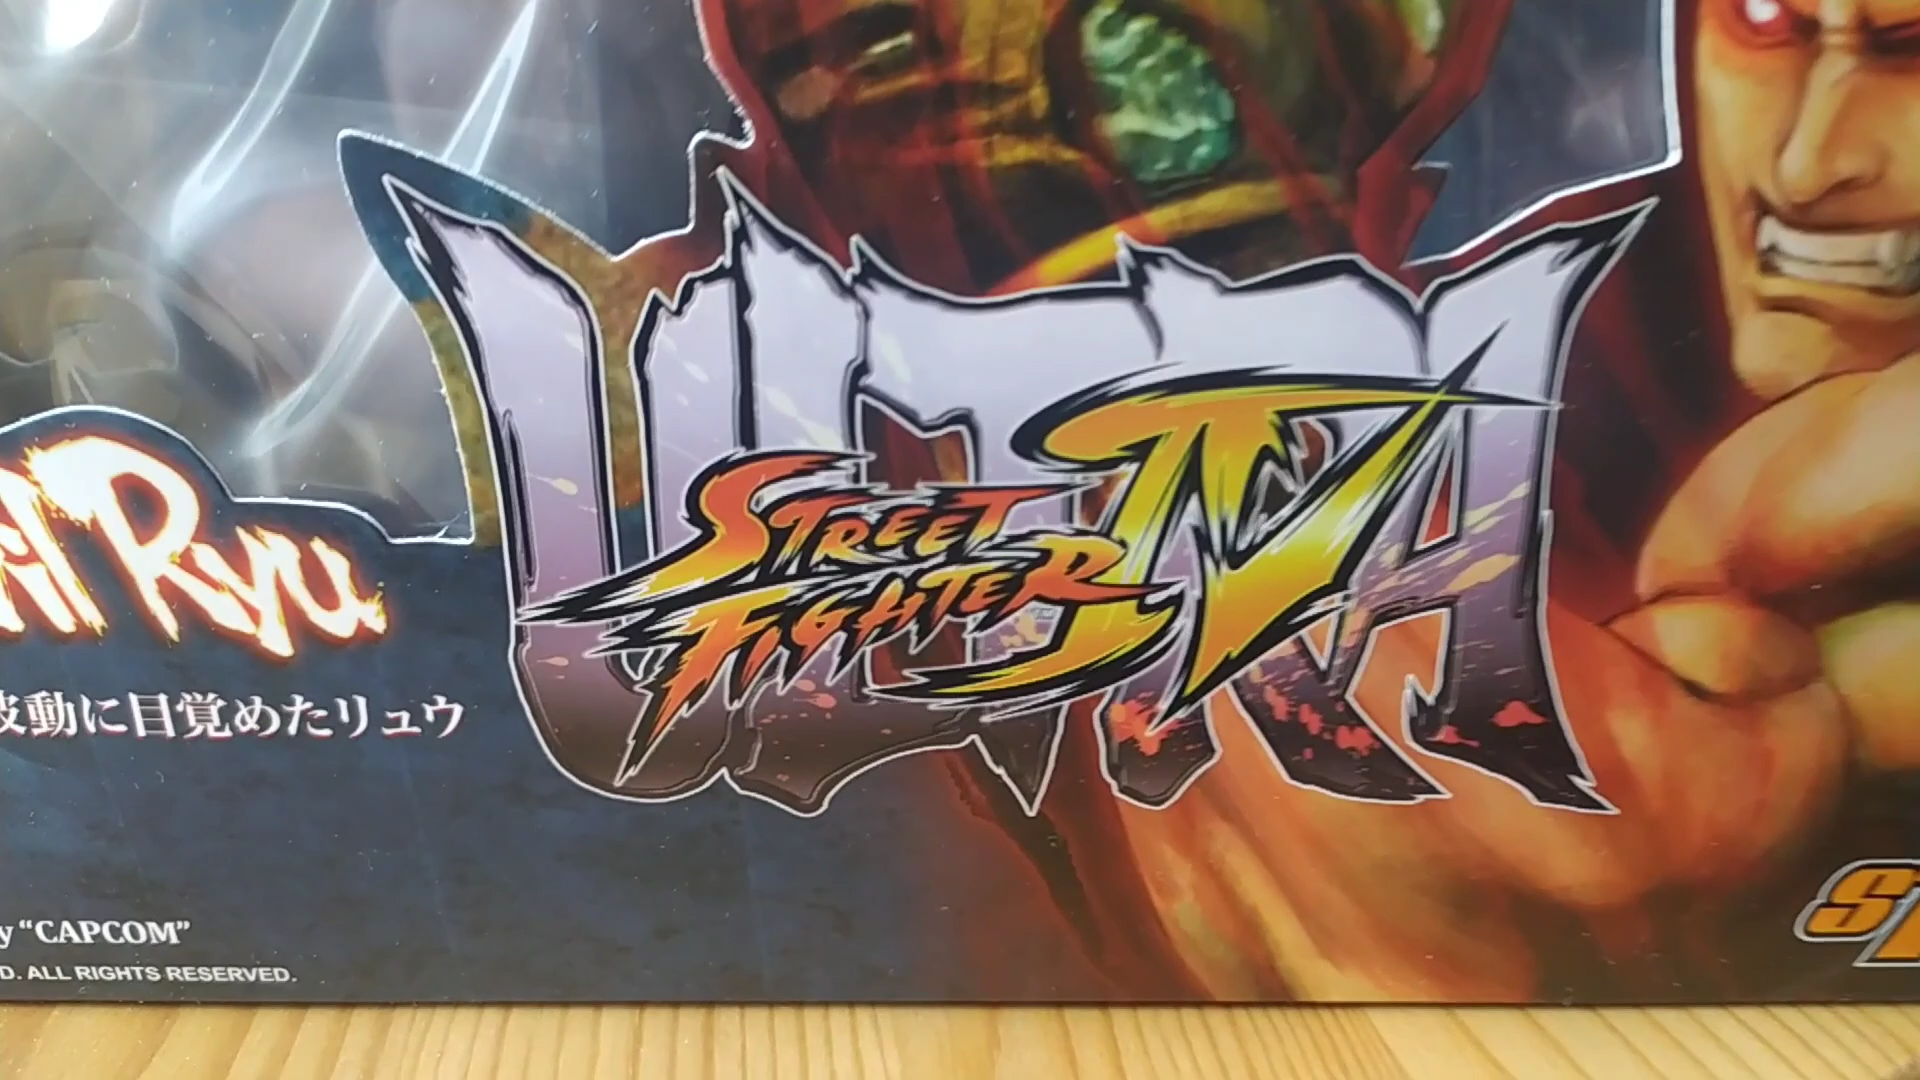 ULTRA
STREET
FIGHTER IV
il Ryu
波動に目覚めたリュウ
y “CAPCOM”
D. ALL RIGHTS RESERVED.